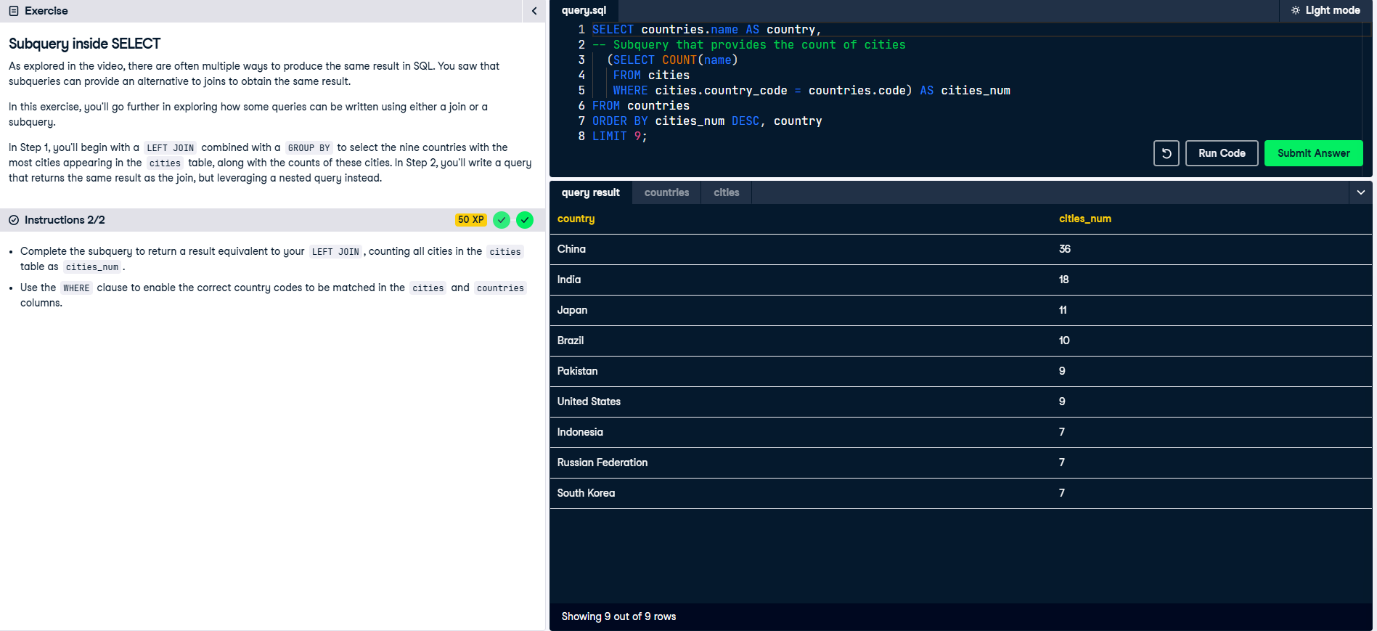 Exercise
Subquery inside SELECT
As explored in the video, there are often multiple ways to produce the same result in SQL. You saw that
subqueries can provide an alternative to joins to obtain the same result.
In this exercise, you'll go further in exploring how some queries can be written using either a join or a
subquery.
In Step 1, you'll begin with a LEFT JOIN combined with a GROUP BY to select the nine countries with the
most cities appearing in the cities table, along with the counts of these cities. In Step 2, you'll write a query
that returns the same result as the join, but leveraging a nested query instead.
Instructions 2/2
50 XP
• Complete the subquery to return a result equivalent to your LEFT JOIN , counting all cities in the cities
table as cities_num .
• Use the WHERE clause to enable the correct country codes to be matched in the cities and countries
columns.
query.sql
Light mode
1 SELECT countries.name AS country,
2 -- Subquery that provides the count of cities
3 (SELECT COUNT(name)
4 FROM cities
5 WHERE cities.country_code = countries.code) AS cities_num
6 FROM countries
7 ORDER BY cities_num DESC, country
8 LIMIT 9;
Run Code
Submit Answer
query result countries cities
country cities_num
China 36
India 18
Japan 11
Brazil 10
Pakistan 9
United States 9
Indonesia 7
Russian Federation 7
South Korea 7
Showing 9 out of 9 rows